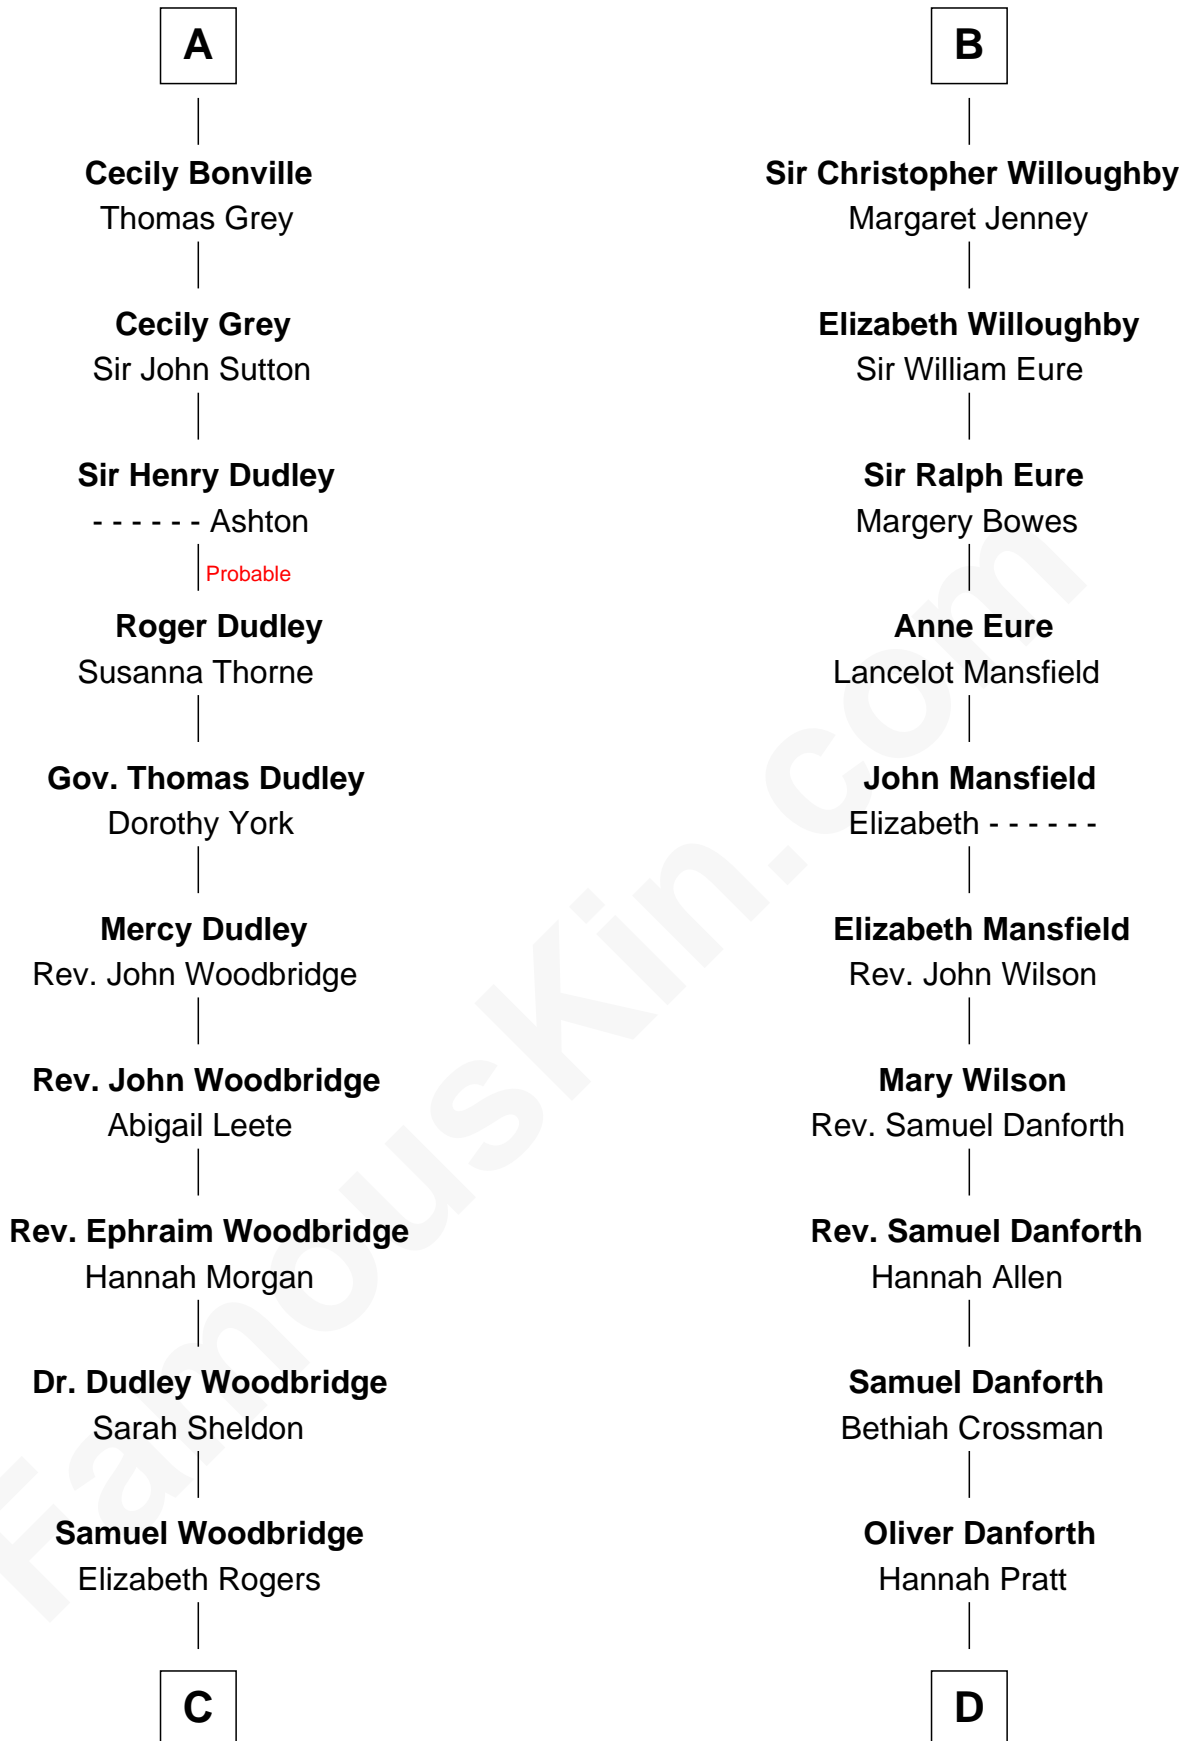 A
Cecily Bonville
Thomas Grey
Cecily Grey
Sir John Sutton
Sir Henry Dudley
- - - - - - Ashton
Probable
Roger Dudley
Susanna Thorne
Gov. Thomas Dudley
Dorothy York
Mercy Dudley
Rev. John Woodbridge
Rev. John Woodbridge
Abigail Leete
Rev. Ephraim Woodbridge
Hannah Morgan
Dr. Dudley Woodbridge
Sarah Sheldon
Samuel Woodbridge
Elizabeth Rogers
C
B
Sir Christopher Willoughby
Margaret Jenney
Elizabeth Willoughby
Sir William Eure
Sir Ralph Eure
Margery Bowes
Anne Eure
Lancelot Mansfield
John Mansfield
Elizabeth - - - - - -
Elizabeth Mansfield
Rev. John Wilson
Mary Wilson
Rev. Samuel Danforth
Rev. Samuel Danforth
Hannah Allen
Samuel Danforth
Bethiah Crossman
Oliver Danforth
Hannah Pratt
D
FamousKin.com